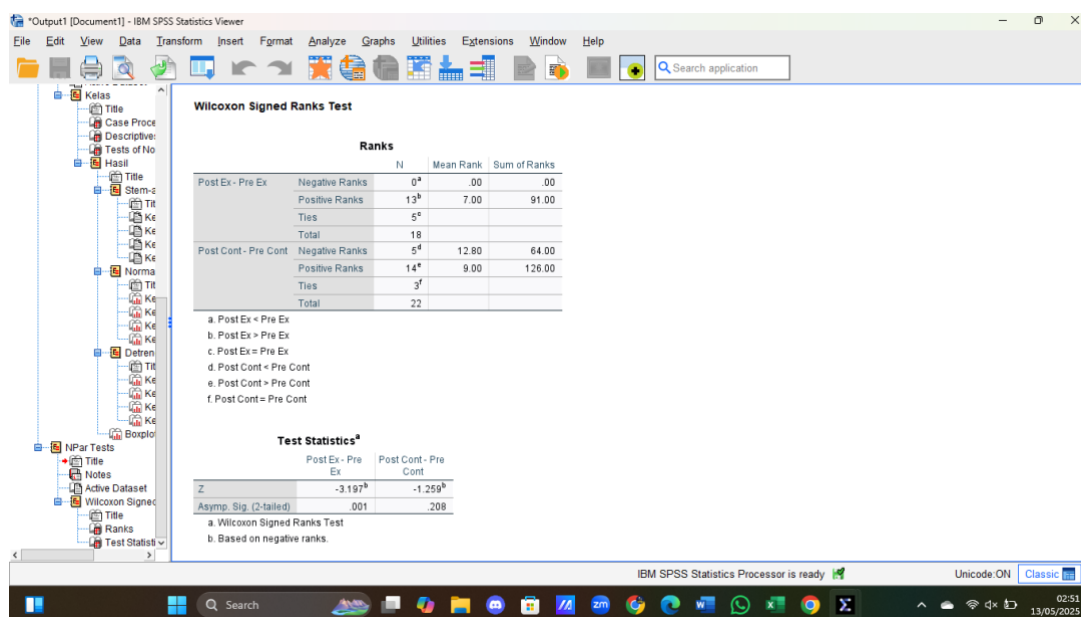 *Output1 [Document1] - IBM SPSS Statistics Viewer
File Edit View Data Transform Insert Format Analyze Graphs Utilities Extensions Window Help
Search application
Kelas
Title
Case Proce
Descriptive
Tests of No
Hasil
Title
Stem-a
Tit
Ke
Ke
Ke
Ke
Norma
Tit
Ke
Ke
Ke
Ke
Detren
Tit
Ke
Ke
Ke
Ke
Boxplo
NPar Tests
Title
Notes
Active Dataset
Wilcoxon Signed
Title
Ranks
Test Statisti
Wilcoxon Signed Ranks Test
Ranks
N Mean Rank Sum of Ranks
Post Ex - Pre Ex Negative Ranks 0a .00 .00
Positive Ranks 13b 7.00 91.00
Ties 5c
Total 18
Post Cont - Pre Cont Negative Ranks 5d 12.80 64.00
Positive Ranks 14e 9.00 126.00
Ties 3f
Total 22
a. Post Ex < Pre Ex
b. Post Ex > Pre Ex
c. Post Ex = Pre Ex
d. Post Cont < Pre Cont
e. Post Cont > Pre Cont
f. Post Cont = Pre Cont
Test Statisticsa
Post Ex - Pre Ex Post Cont - Pre Cont
Z -3.197b -1.259b
Asymp. Sig. (2-tailed) .001 .208
a. Wilcoxon Signed Ranks Test
b. Based on negative ranks.
IBM SPSS Statistics Processor is ready Unicode:ON Classic
Search
zm
02:51
13/05/2025